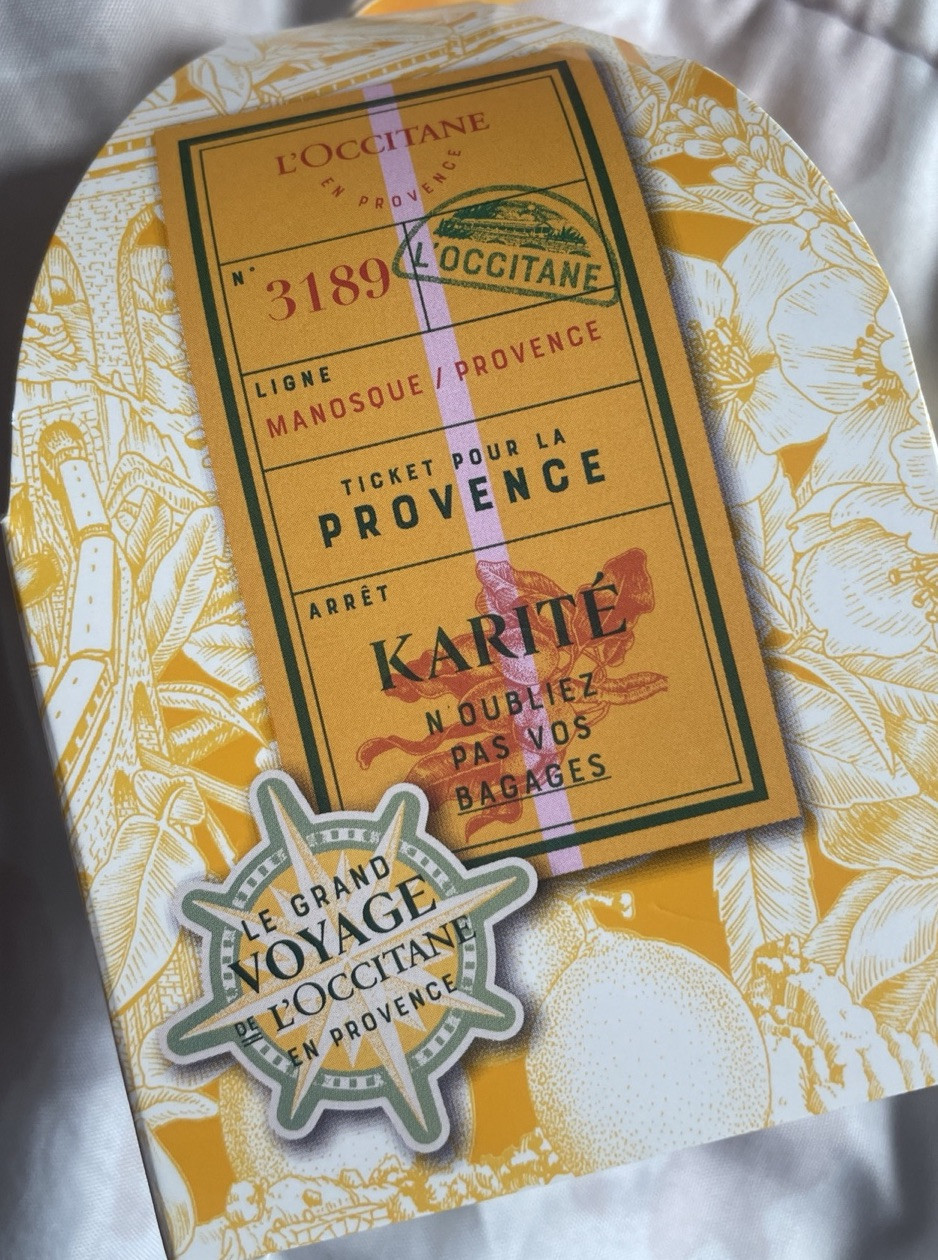 L'OCCITANE
EN PROVENCE
N° 3189
L'OCCITANE
LIGNE
MANOSQUE / PROVENCE
TICKET POUR LA
PROVENCE
ARRÊT
KARITÉ
N'OUBLIEZ
PAS VOS
BAGAGES
LE GRAND
VOYAGE
DE L'OCCITANE
EN PROVENCE